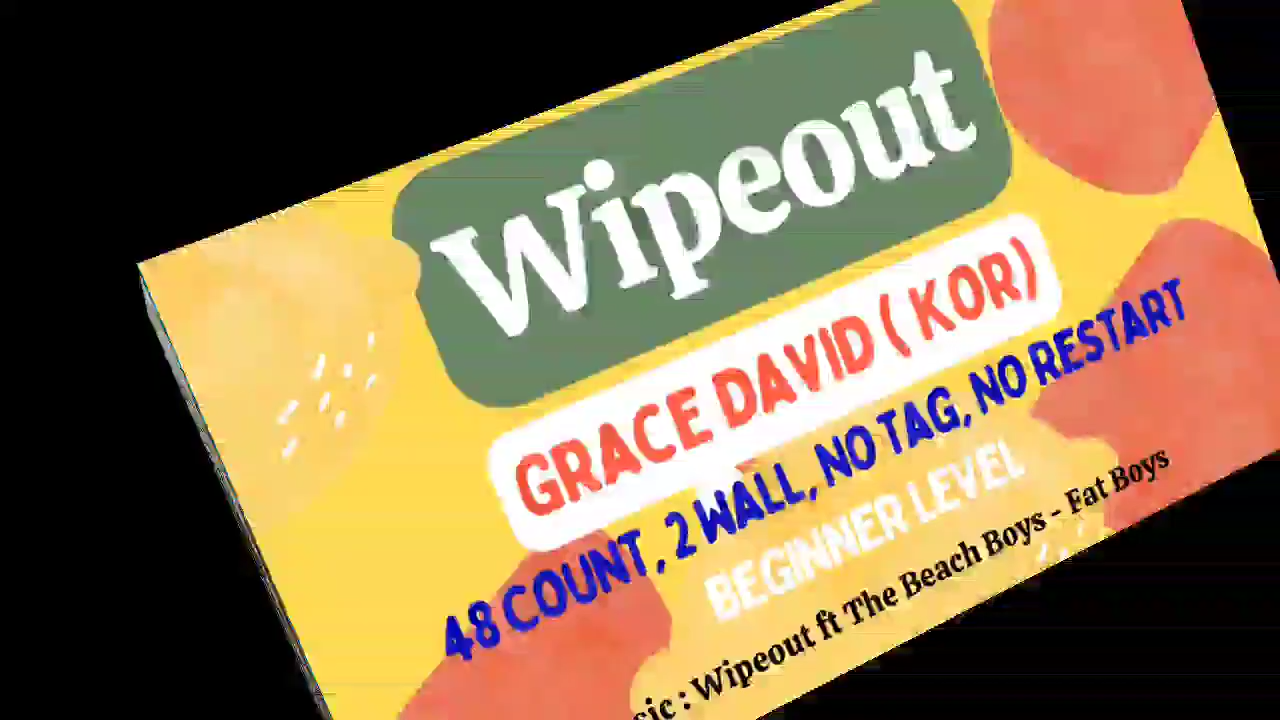 Wipeout
GRACE DAVID ( KOR)
48 COUNT, 2 WALL, NO TAG, NO RESTART
BEGINNER LEVEL
sic : Wipeout ft The Beach Boys - Fat Boys